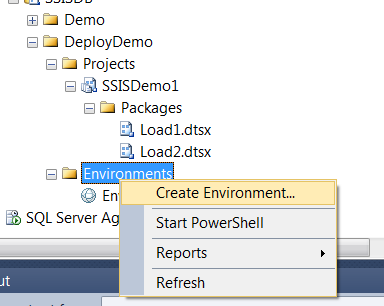 SSISDB
Demo
DeployDemo
Projects
SSISDemo1
Packages
Load1.dtsx
Load2.dtsx
Environments
Create Environment...
SQL Server Ag
Start PowerShell
Reports
Refresh